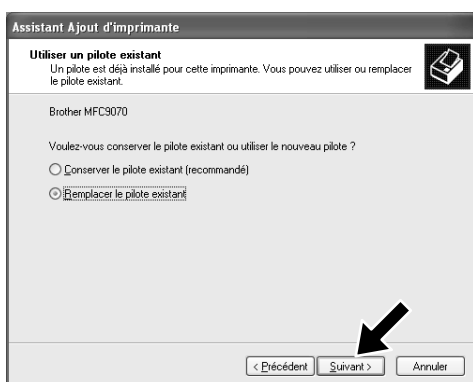 Assistant Ajout d'imprimante
Utiliser un pilote existant
Un pilote est déjà installé pour cette imprimante. Vous pouvez utiliser ou remplacer
le pilote existant.
Brother MFC9070
Voulez-vous conserver le pilote existant ou utiliser le nouveau pilote ?
Conserver le pilote existant (recommandé)
Remplacer le pilote existant
< Précédent Suivant > Annuler